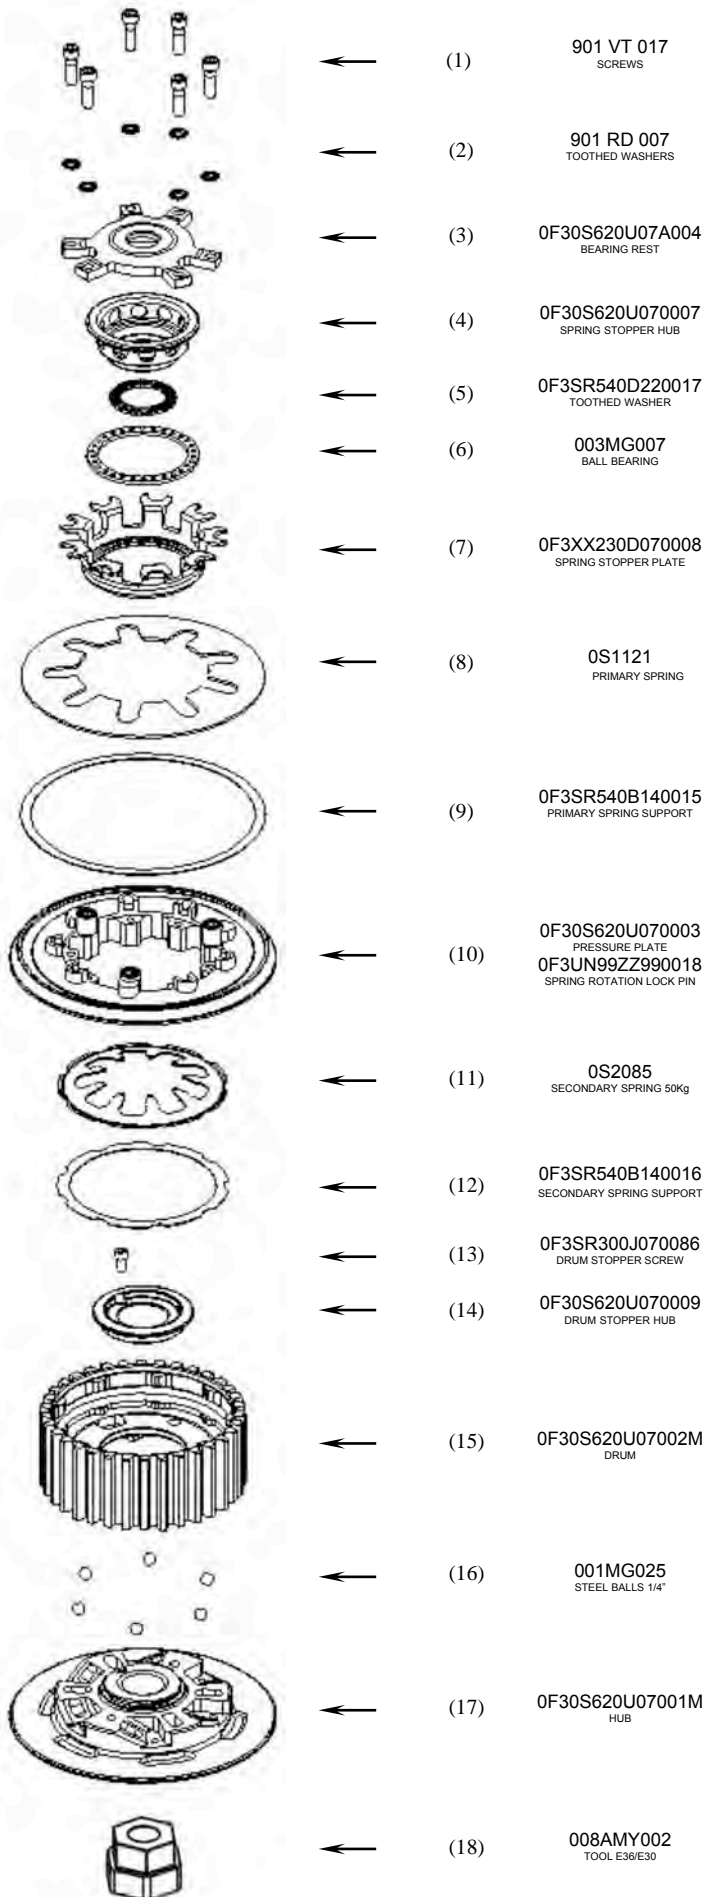 (1) 901 VT 017
SCREWS
(2) 901 RD 007
TOOTHED WASHERS
(3) 0F30S620U07A004
BEARING REST
(4) 0F30S620U070007
SPRING STOPPER HUB
(5) 0F3SR540D220017
TOOTHED WASHER
(6) 003MG007
BALL BEARING
(7) 0F3XX230D070008
SPRING STOPPER PLATE
(8) 0S1121
PRIMARY SPRING
(9) 0F3SR540B140015
PRIMARY SPRING SUPPORT
(10) 0F30S620U070003
PRESSURE PLATE
0F3UN99ZZ990018
SPRING ROTATION LOCK PIN
(11) 0S2085
SECONDARY SPRING 50Kg
(12) 0F3SR540B140016
SECONDARY SPRING SUPPORT
(13) 0F3SR300J070086
DRUM STOPPER SCREW
(14) 0F30S620U070009
DRUM STOPPER HUB
(15) 0F30S620U07002M
DRUM
(16) 001MG025
STEEL BALLS 1/4"
(17) 0F30S620U07001M
HUB
(18) 008AMY002
TOOL E36/E30